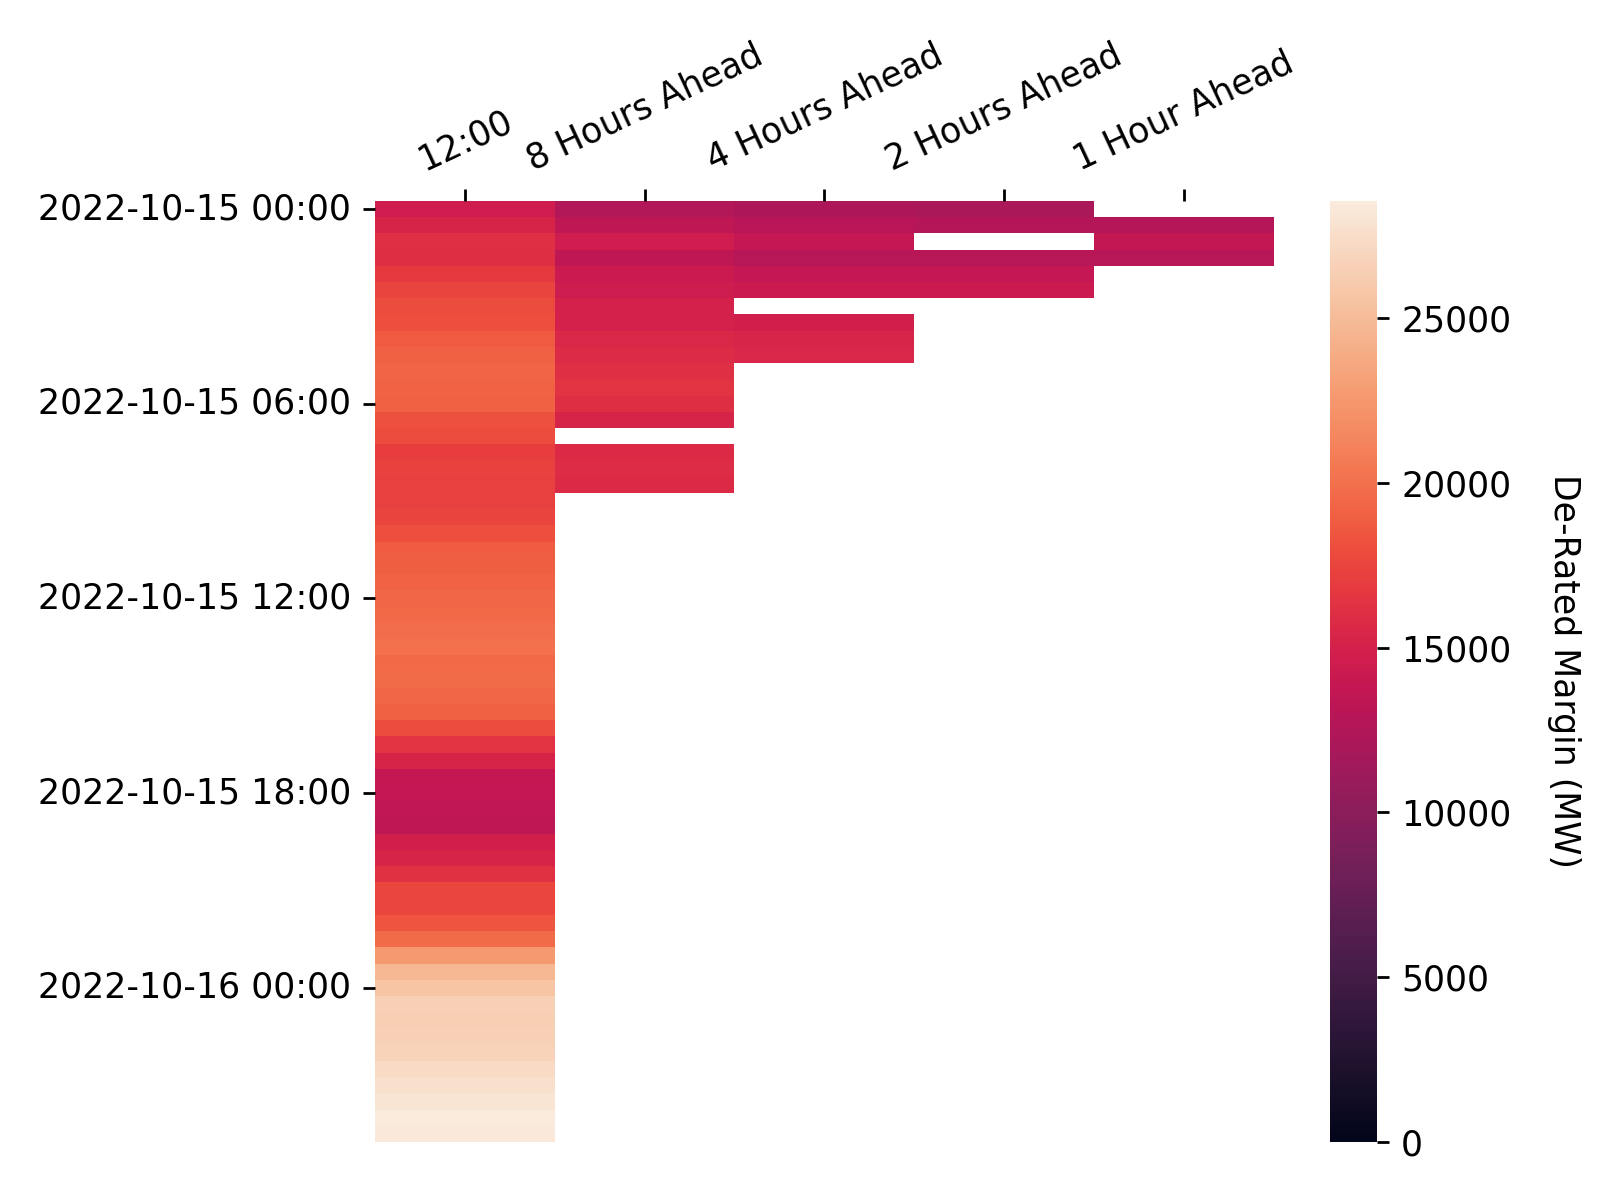 12:00
8 Hours Ahead
4 Hours Ahead
2 Hours Ahead
1 Hour Ahead
2022-10-15 00:00
2022-10-15 06:00
2022-10-15 12:00
2022-10-15 18:00
2022-10-16 00:00
25000
20000
15000
10000
5000
0
De-Rated Margin (MW)